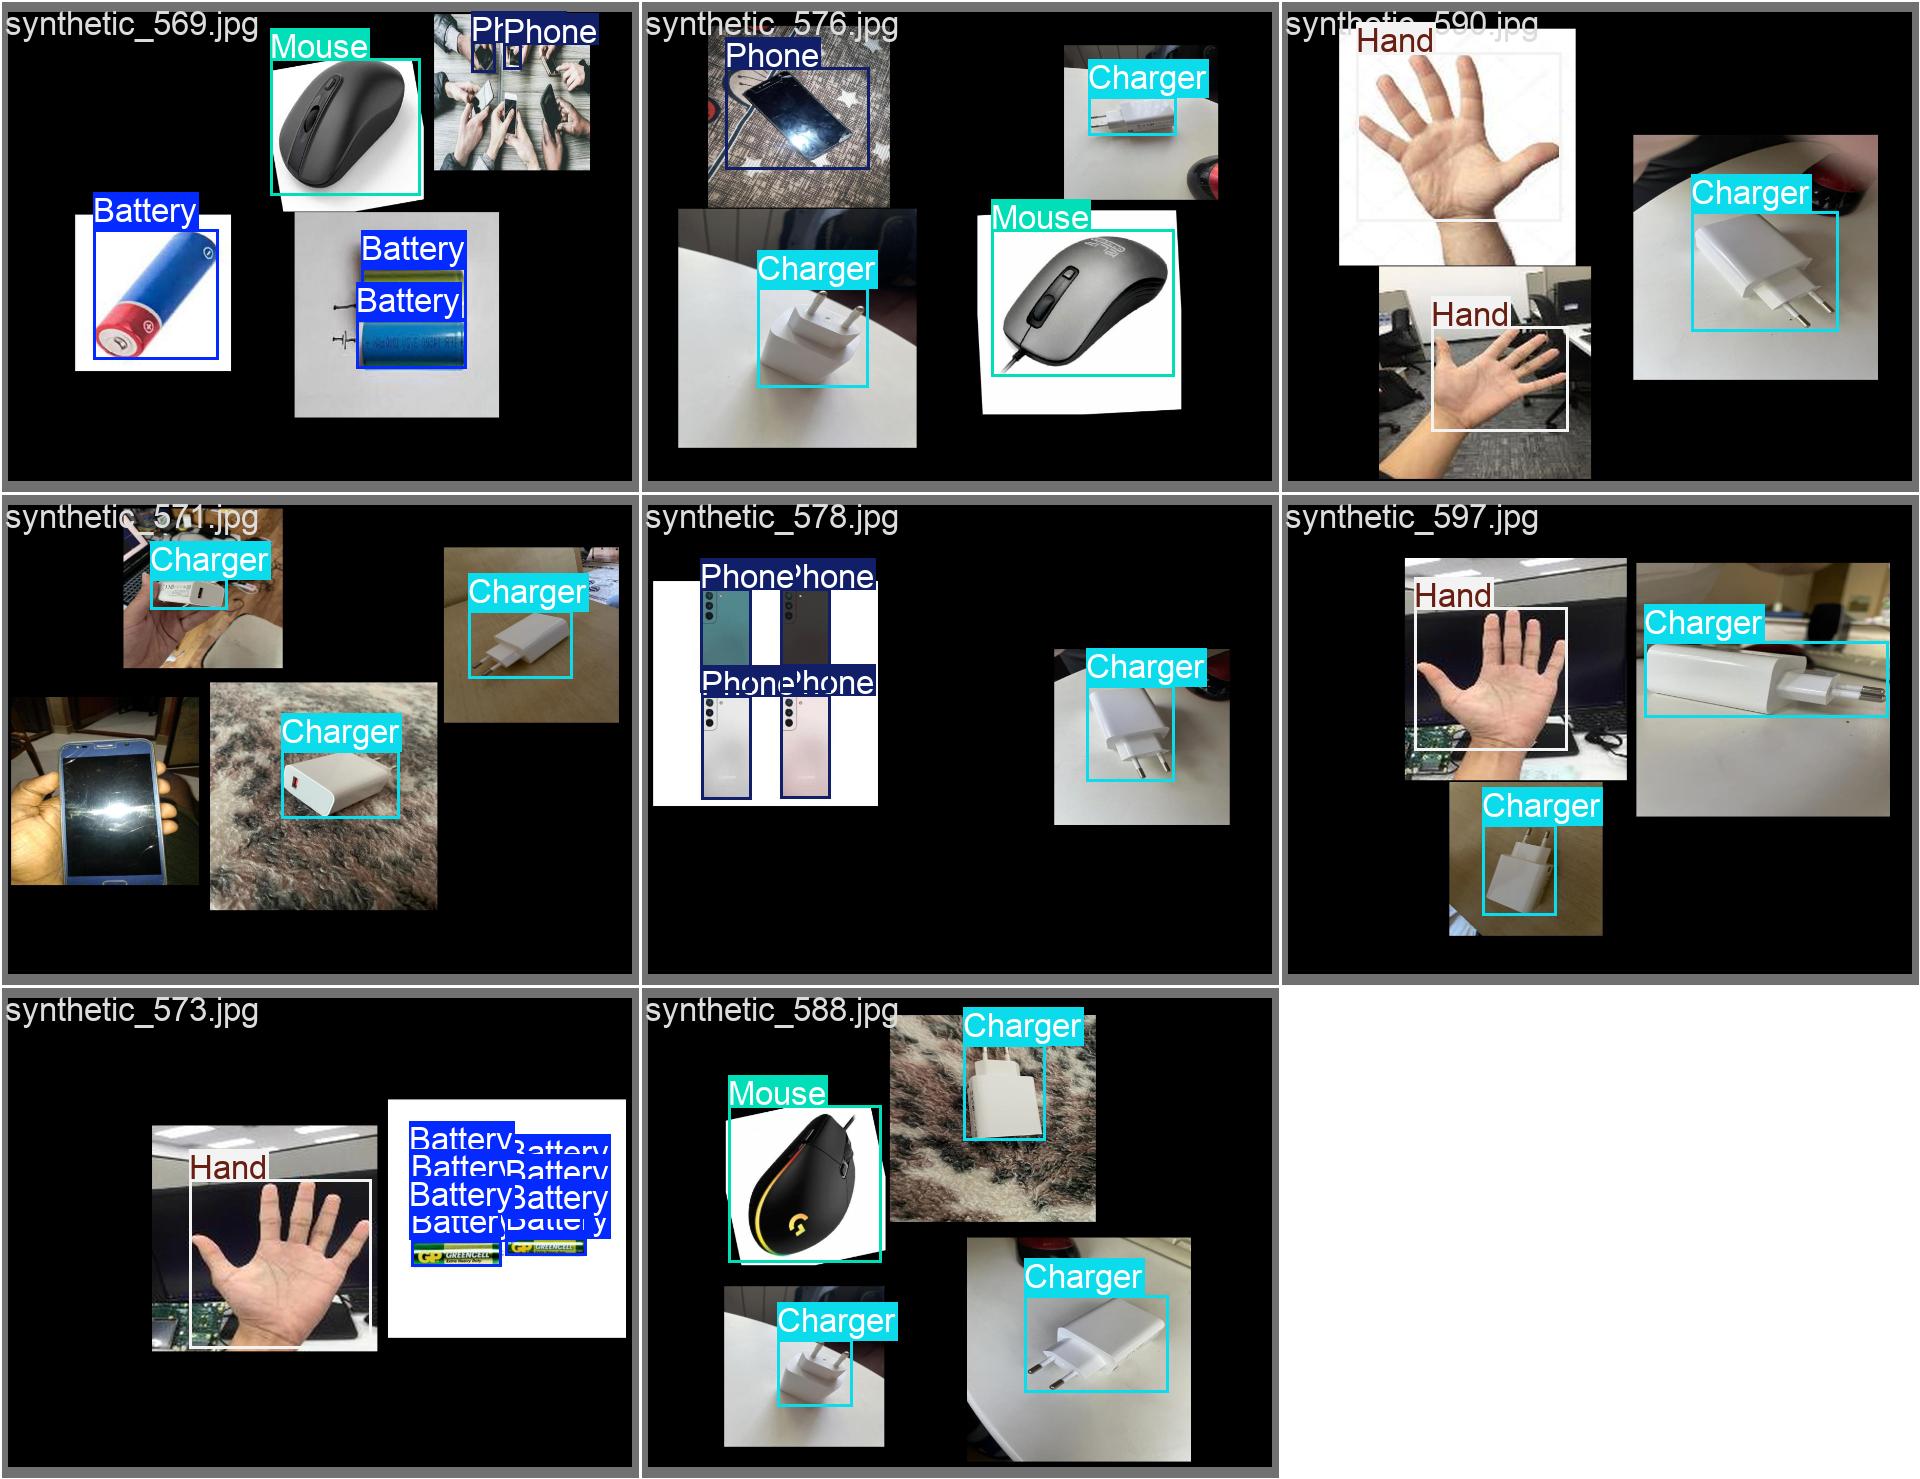 synthetic_569.jpg
Mouse
Phone
Battery
Battery
Battery
synthetic_576.jpg
Phone
Charger
Charger
Mouse
synthetic_590.jpg
Hand
Charger
Hand
synthetic_571.jpg
Charger
Charger
Charger
synthetic_578.jpg
Phone
Phone
Phone
Phone
Charger
synthetic_597.jpg
Hand
Charger
Charger
synthetic_573.jpg
Hand
Battery
Battery
Battery
Battery
Battery
Battery
Battery
Battery
GP GREENCELL
GP GREENCELL
synthetic_588.jpg
Charger
Mouse
Charger
Charger